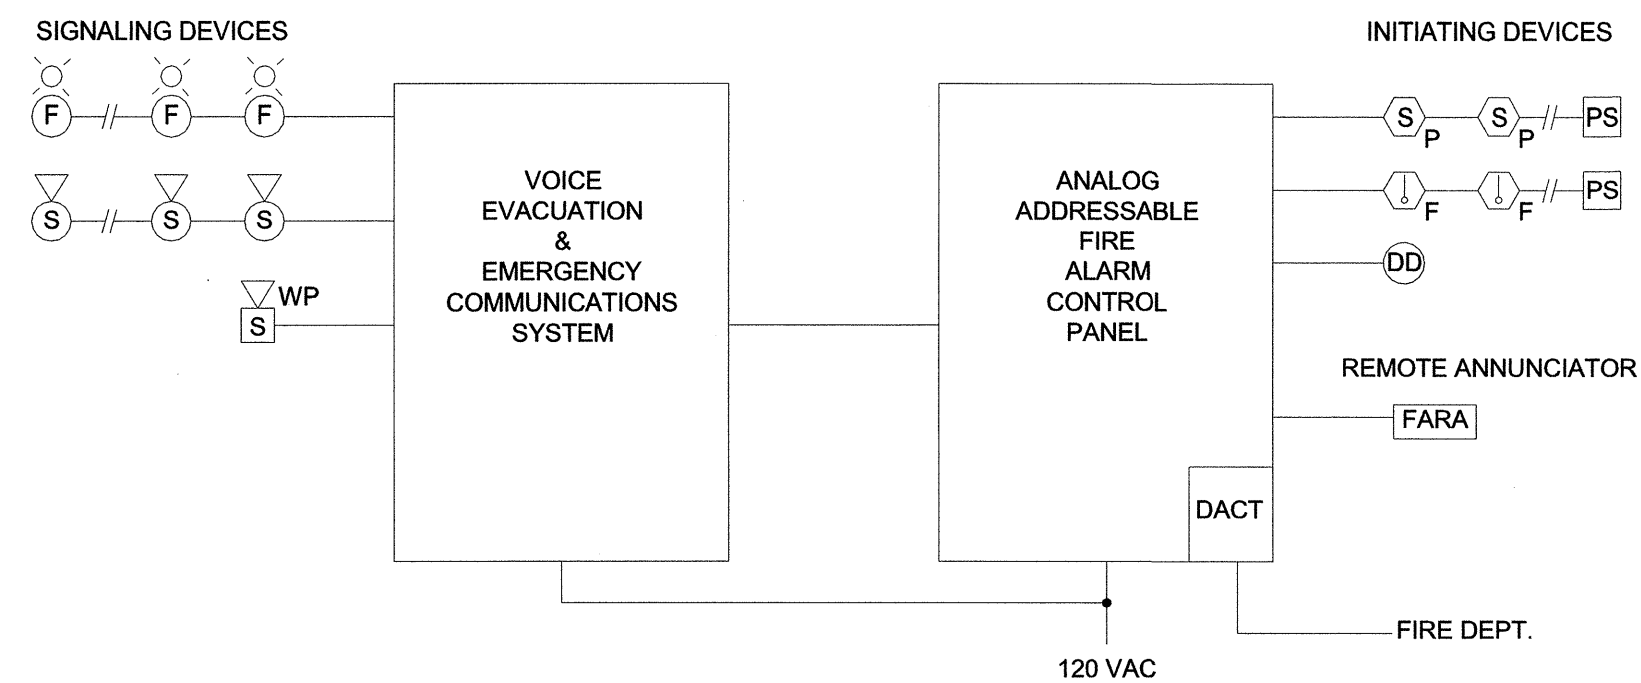 SIGNALING DEVICES
INITIATING DEVICES
F F F
S P S P PS
VOICE
EVACUATION
&
EMERGENCY
COMMUNICATIONS
SYSTEM
ANALOG
ADDRESSABLE
FIRE
ALARM
CONTROL
PANEL
S S S
F F PS
DD
WP
S
REMOTE ANNUNCIATOR
FARA
DACT
FIRE DEPT.
120 VAC